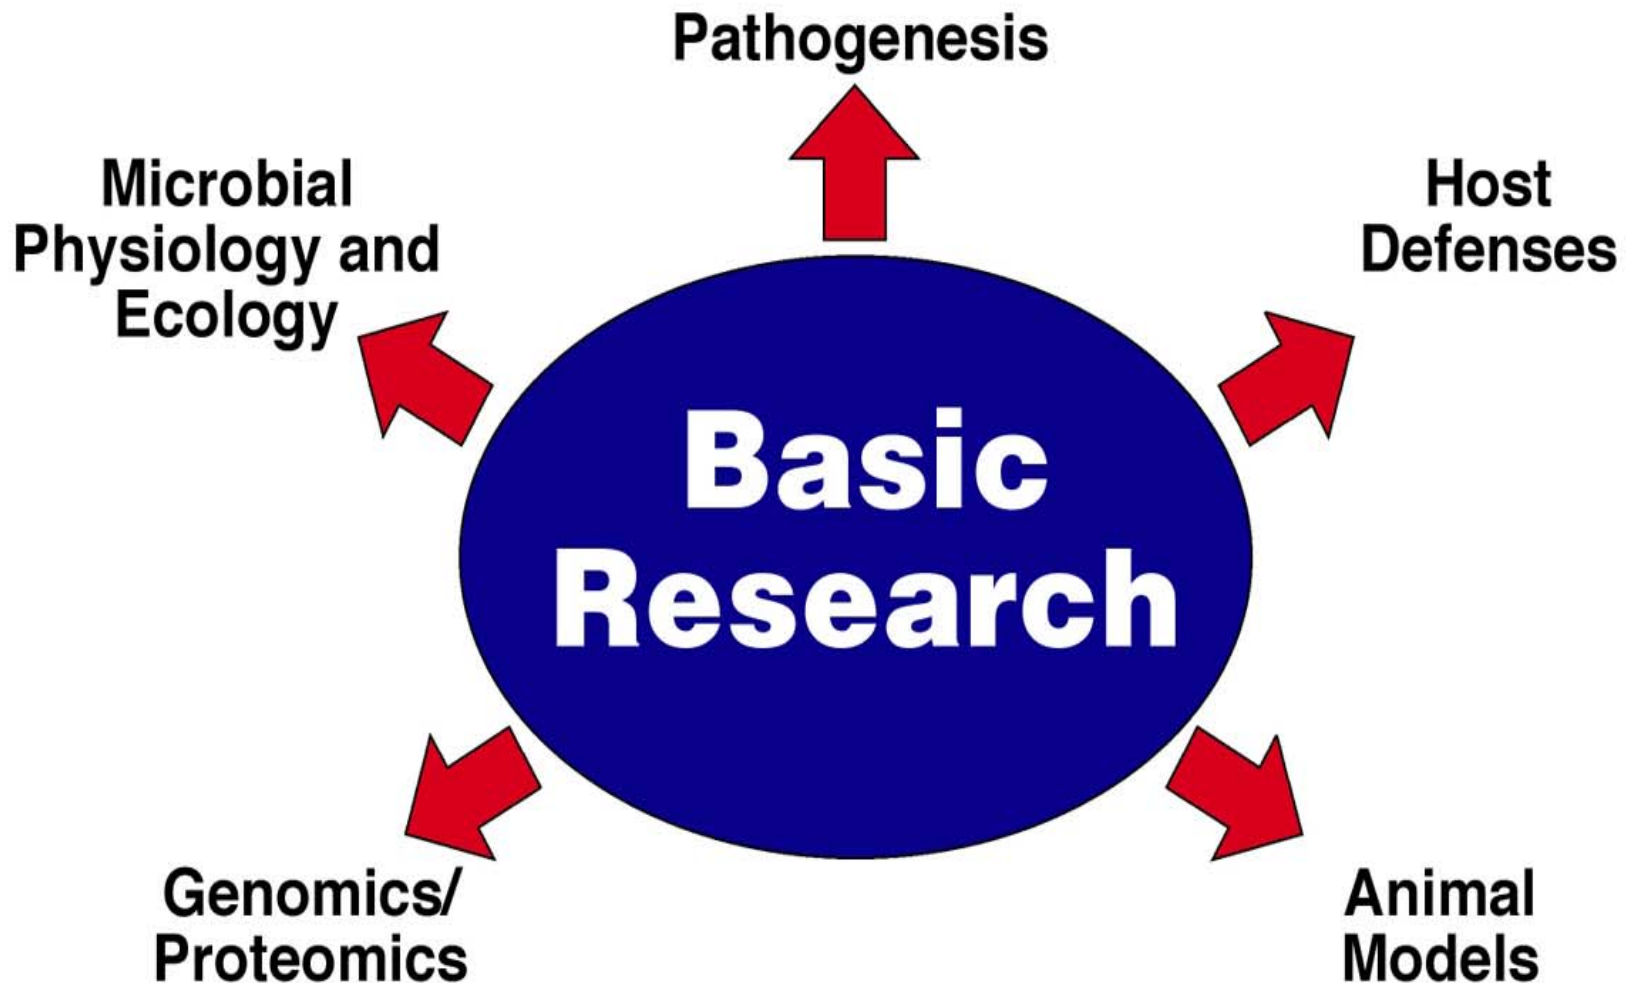 Pathogenesis
Microbial
Physiology and
Ecology
Host
Defenses
Basic
Research
Genomics/
Proteomics
Animal
Models